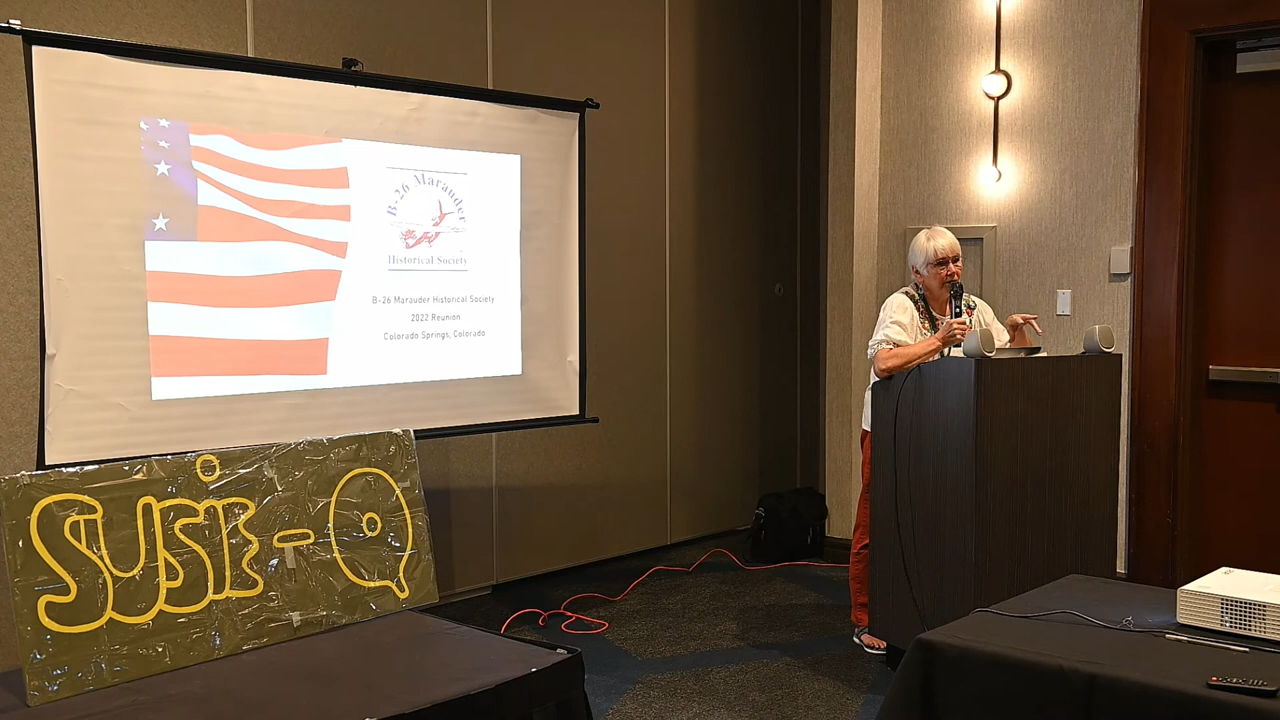 B-26 Marauder
Historical Society
B-26 Marauder Historical Society
2022 Reunion
Colorado Springs, Colorado
SUSIE-Q